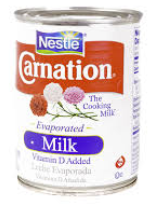 Nestlé
Carnation®
The
Cooking
Milk
Evaporated
Milk
Vitamin D Added
Leche Evaporada